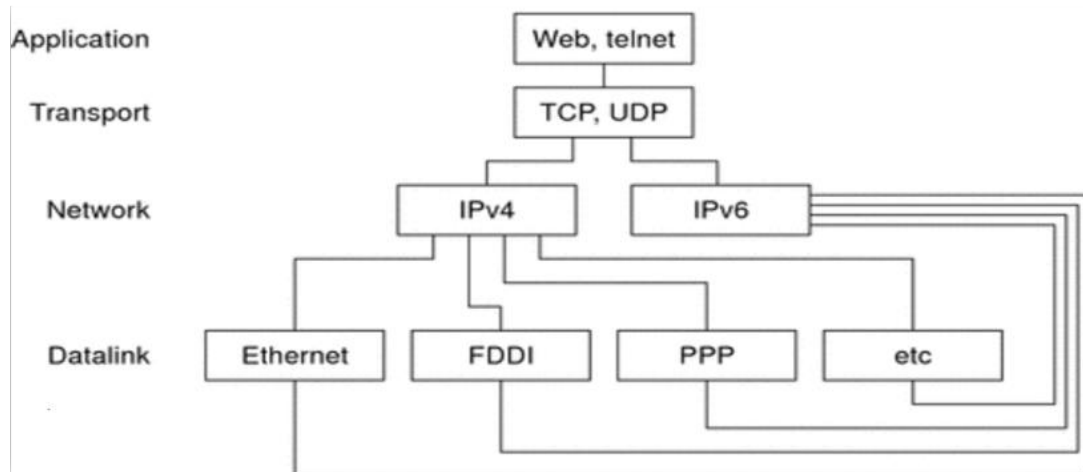 Application
Web, telnet
Transport
TCP, UDP
Network
IPv4
IPv6
Datalink
Ethernet
FDDI
PPP
etc